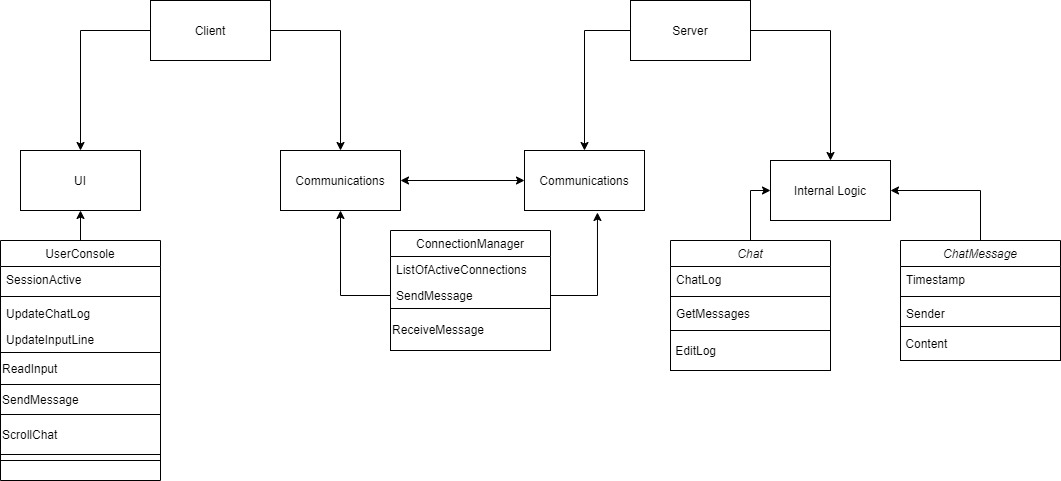 Client
Server
UI
Communications
Communications
Internal Logic
UserConsole
SessionActive
UpdateChatLog
UpdateInputLine
ReadInput
SendMessage
ScrollChat
ConnectionManager
ListOfActiveConnections
SendMessage
ReceiveMessage
Chat
ChatLog
GetMessages
EditLog
ChatMessage
Timestamp
Sender
Content